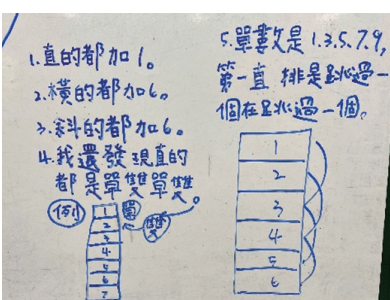 1.直的都加1。
2.橫的都加6。
3.斜的都加6。
4.我還發現直的
都是單雙單雙。
例
1
2
3
4
5
6
7
單
雙
5.單數是1.3.5.7.9,
第一直排是跳過
個在跳過一個。
1
2
3
4
5
6